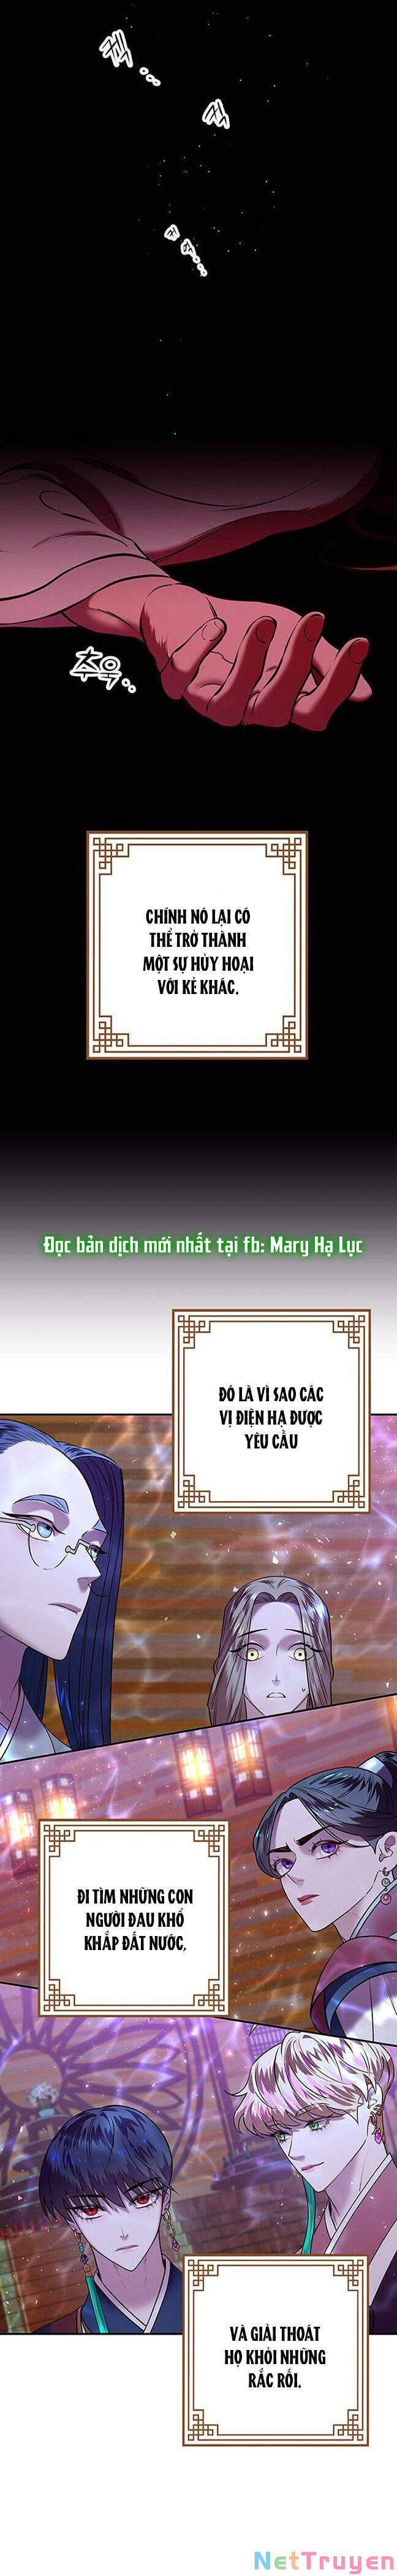 츄욱..
CHÍNH NÓ LẠI CÓ
THỂ TRỞ THÀNH
MỘT SỰ HỦY HOẠI
VỚI KẺ KHÁC.
Đọc bản dịch mới nhất tại fb: Mary Hạ Lục
ĐÓ LÀ VÌ SAO CÁC
VỊ ĐIỆN HẠ ĐƯỢC
YÊU CẦU
ĐI TÌM NHỮNG CON
NGƯỜI ĐAU KHỔ
KHẮP ĐẤT NƯỚC,
VÀ GIẢI THOÁT
HỌ KHỎI NHỮNG
RẮC RỐI.
NetTruyen